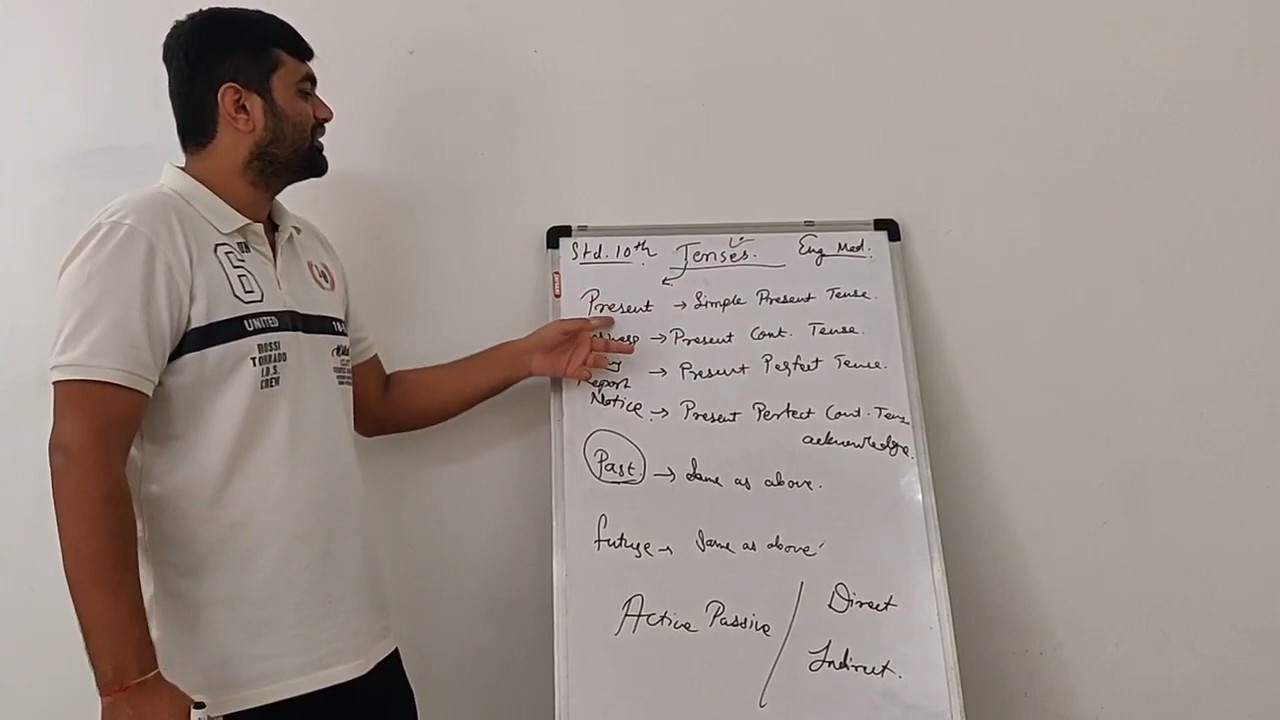 Std. 10th Tenses. Eng Med.
Present → Simple Present Tense.
→ Present Cont. Tense.
→ Present Perfect Tense.
Report
Notice → Present Perfect Cont. Tens
acknowledge.
Past. → Same as above.
future → Same as above
Active Passive / Direct
Indirect.
6
UNITED
ROSSI
TORNADO
I.D.S.
CREW